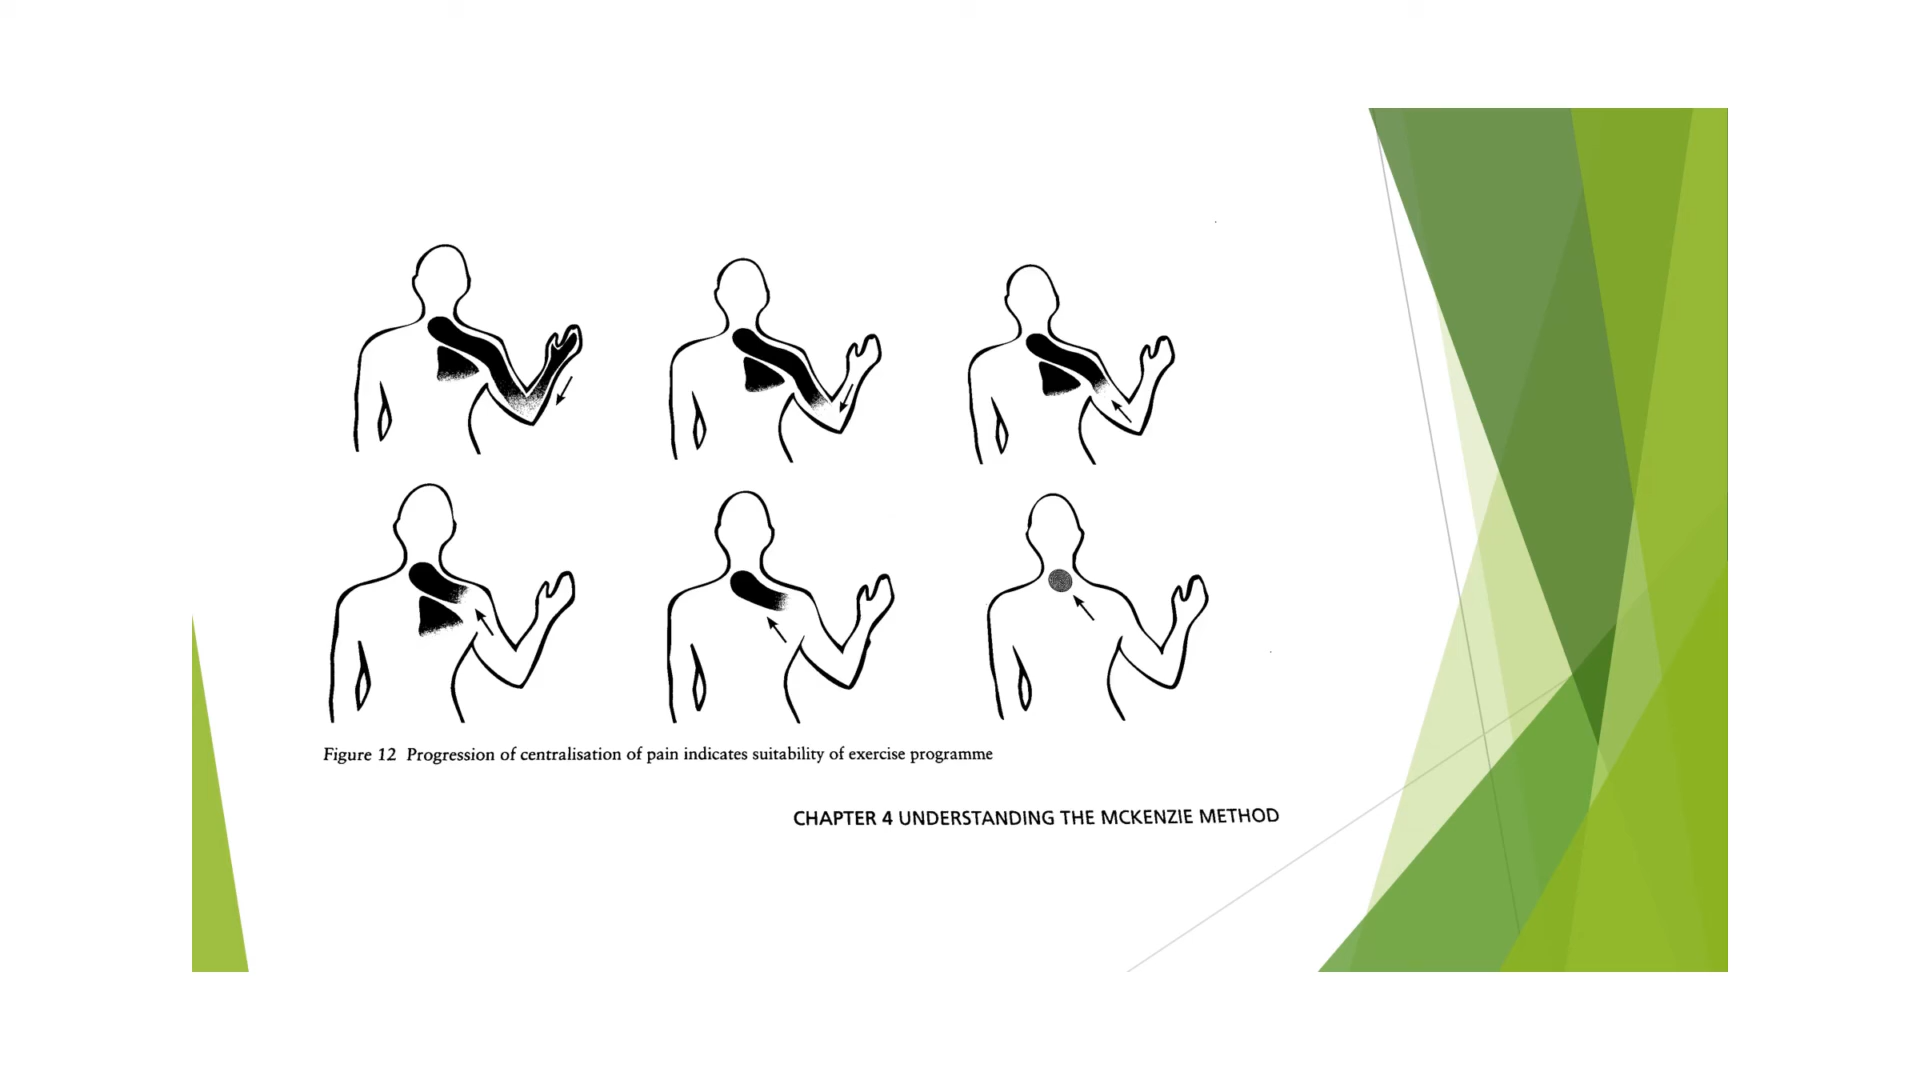 Figure 12 Progression of centralisation of pain indicates suitability of exercise programme
CHAPTER 4 UNDERSTANDING THE MCKENZIE METHOD